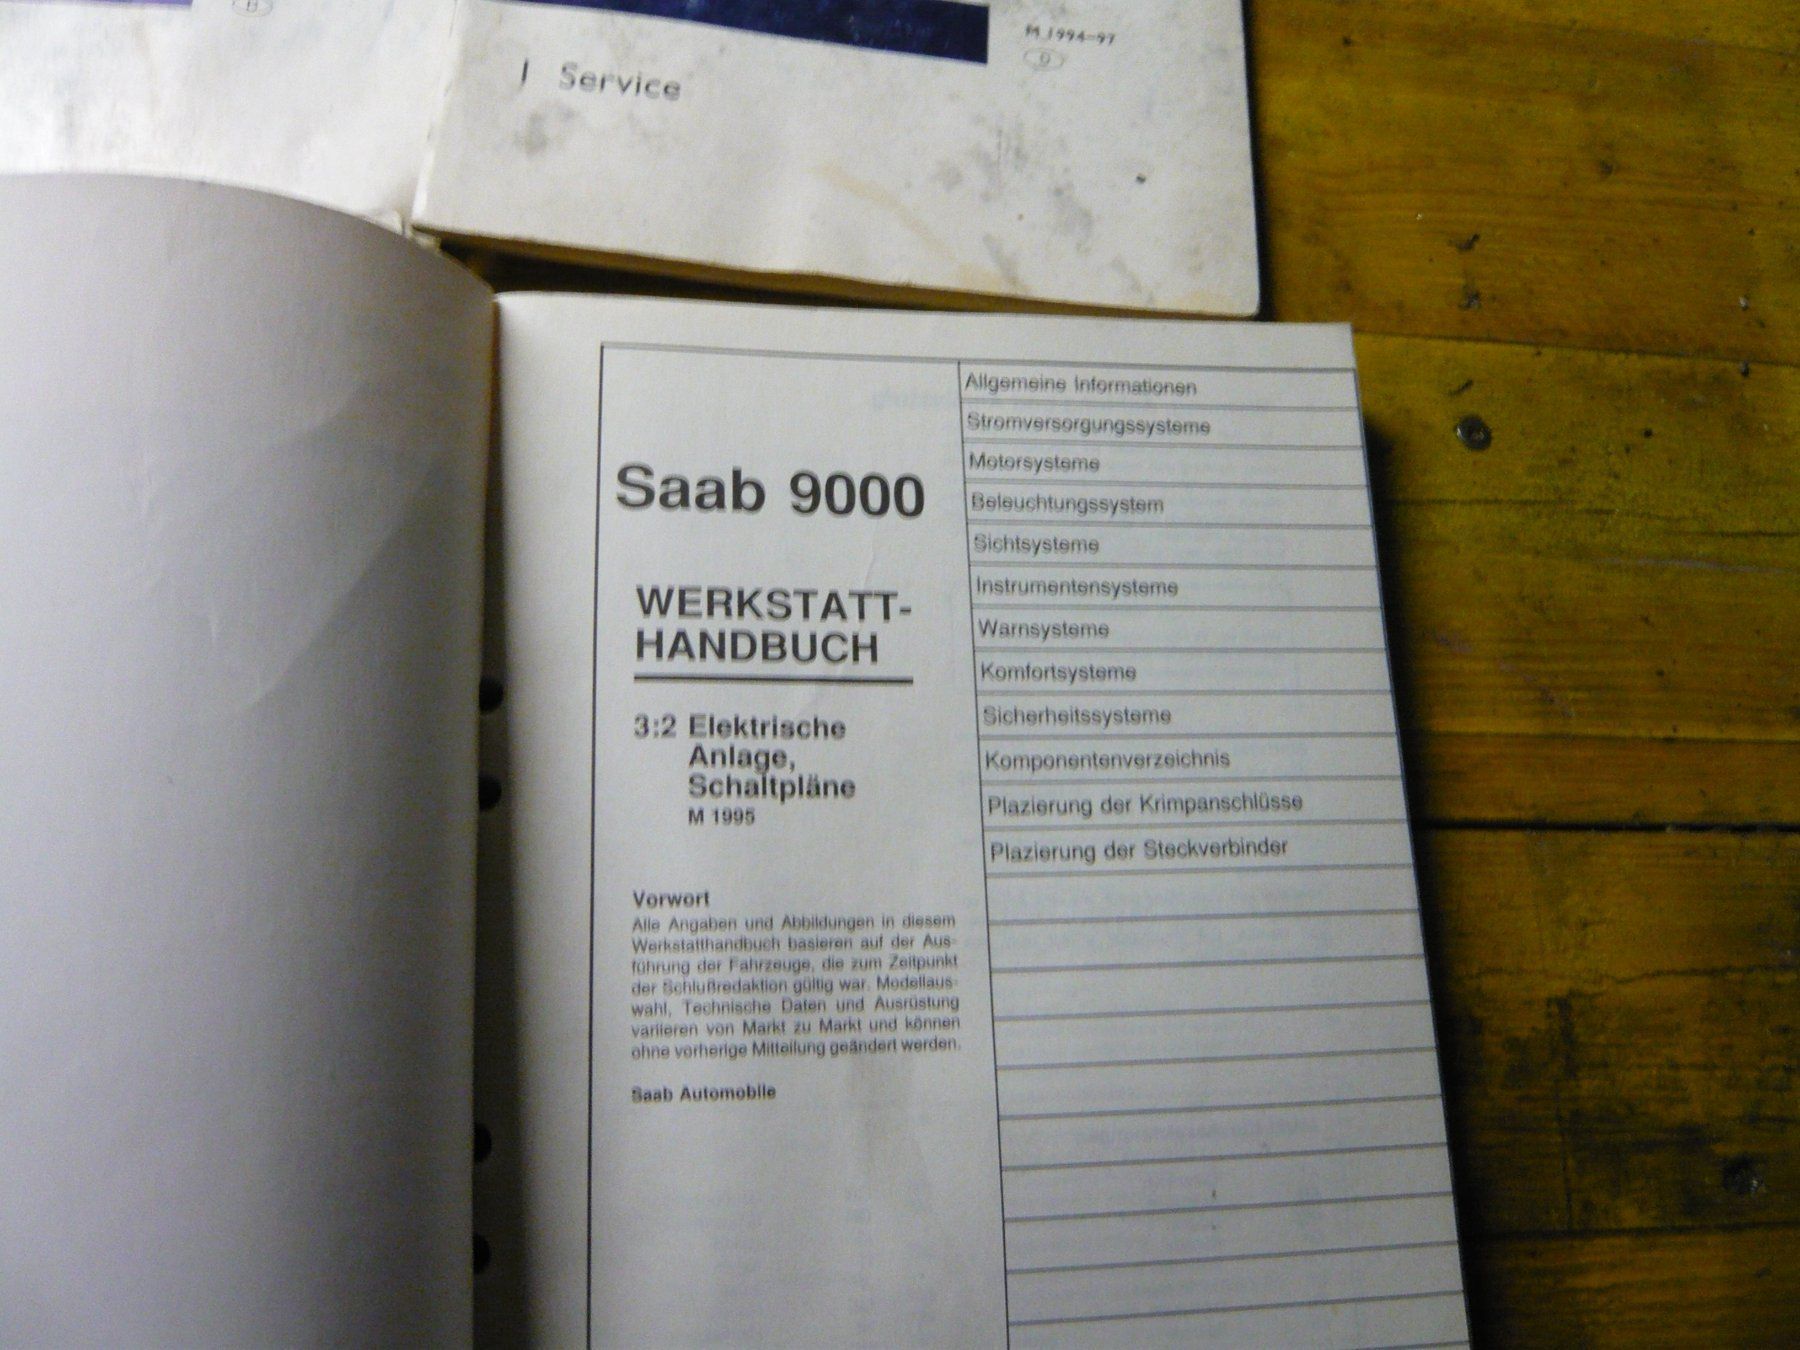 M 1994-97
D
1 Service
Saab 9000
WERKSTATT-
HANDBUCH
3:2 Elektrische
Anlage,
Schaltpläne
M 1995
Vorwort
Alle Angaben und Abbildungen in diesem
Werkstatthandbuch basieren auf der Aus-
führung der Fahrzeuge, die zum Zeitpunkt
der Schlußredaktion gültig war. Modellaus-
wahl, Technische Daten und Ausrüstung
variieren von Markt zu Markt und können
ohne vorherige Mitteilung geändert werden.
Saab Automobile
Allgemeine Informationen
Stromversorgungssysteme
Motorsysteme
Beleuchtungssystem
Sichtsysteme
Instrumentensysteme
Warnsysteme
Komfortsysteme
Sicherheitssysteme
Komponentenverzeichnis
Plazierung der Krimpanschlüsse
Plazierung der Steckverbinder